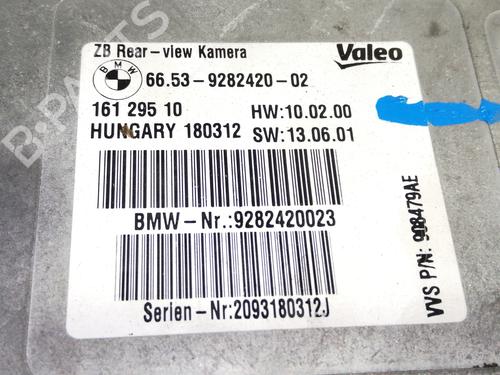 ZB Rear-view Kamera
Valeo
BMW
66.53-9282420-02
161 295 10
HW:10.02.00
HUNGARY 180312
SW:13.06.01
BMW-Nr.:9282420023
Serien-Nr:2093180312J
VVS P/N: 908479AE
B-PARTS